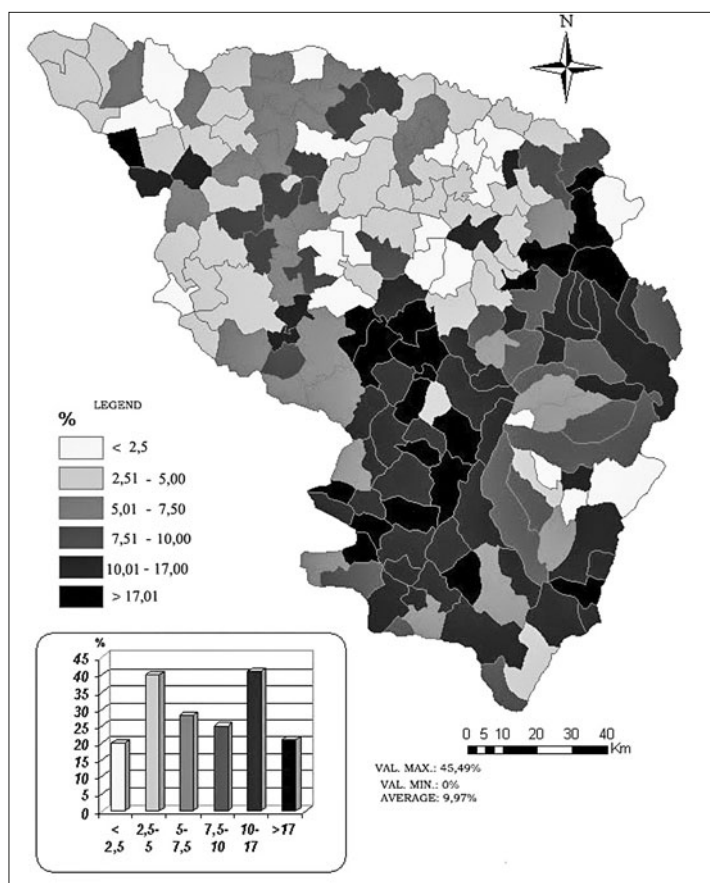 N
LEGEND
%
< 2,5
2,51 - 5,00
5,01 - 7,50
7,51 - 10,00
10,01 - 17,00
> 17,01
%
45
40
35
30
25
20
15
10
5
0
< 2,5
2,5- 5
5- 7,5
7,5- 10
10- 17
>17
0 5 10 20 30 40
Km
VAL. MAX.: 45,49%
VAL. MIN.: 0%
AVERAGE: 9,97%